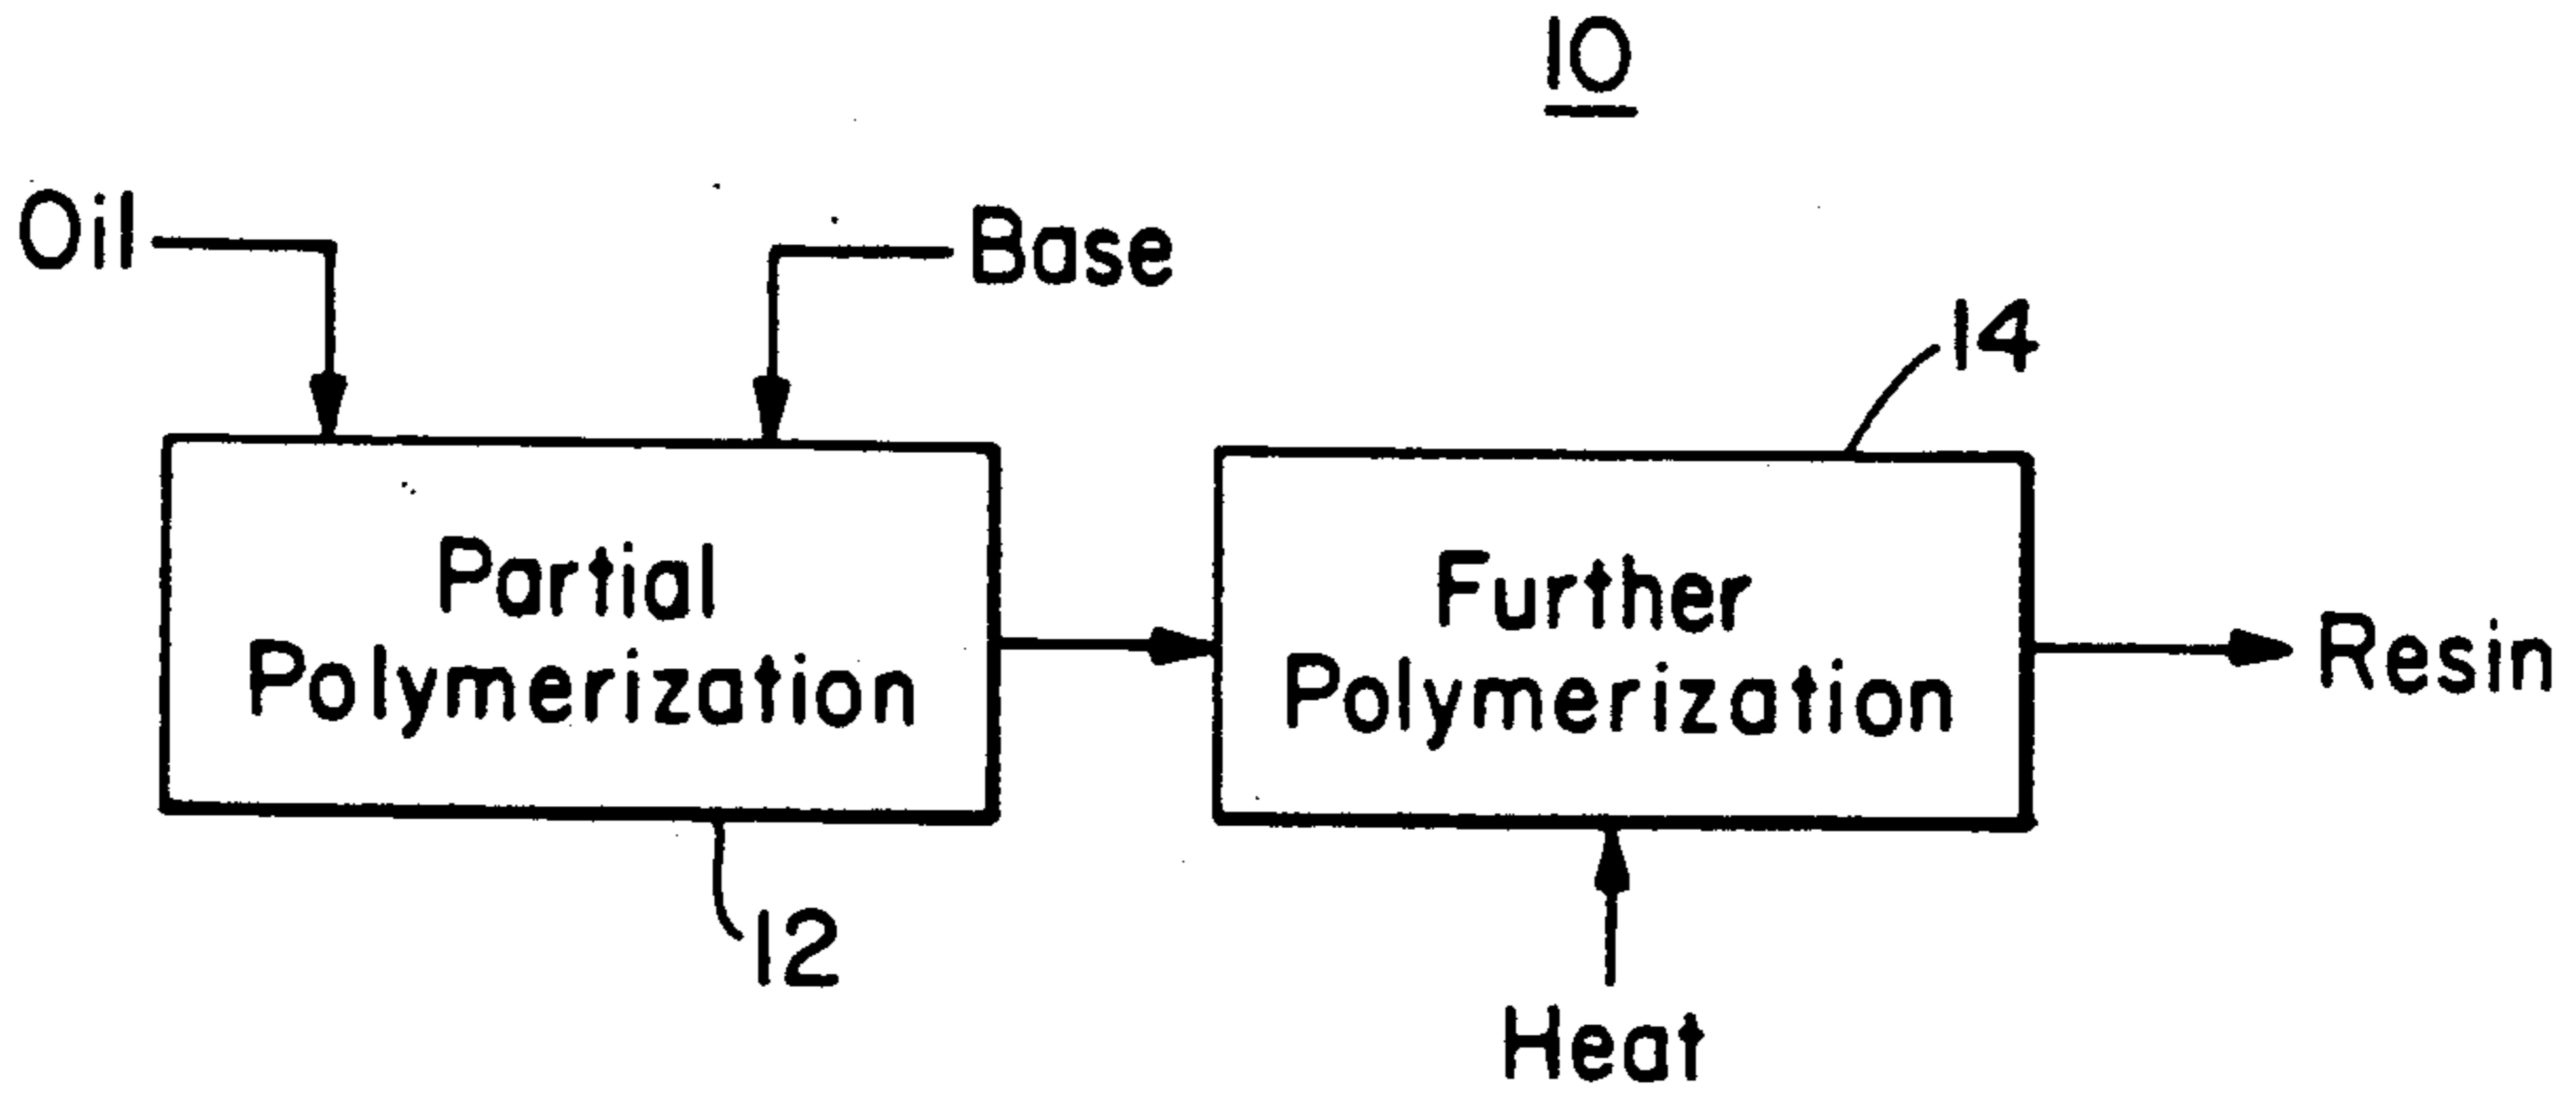 10
Oil
Base
14
Partial
Polymerization
Further
Polymerization
Resin
12
Heat